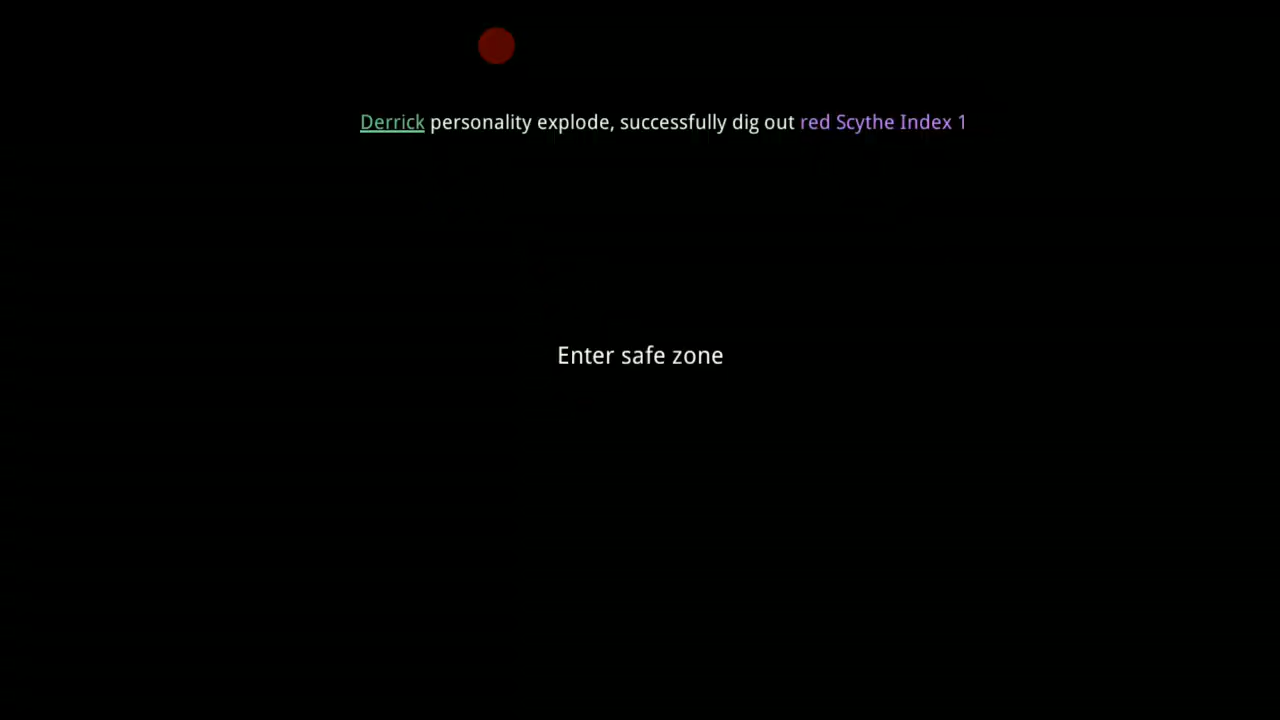 Derrick personality explode, successfully dig out red Scythe Index 1
Enter safe zone